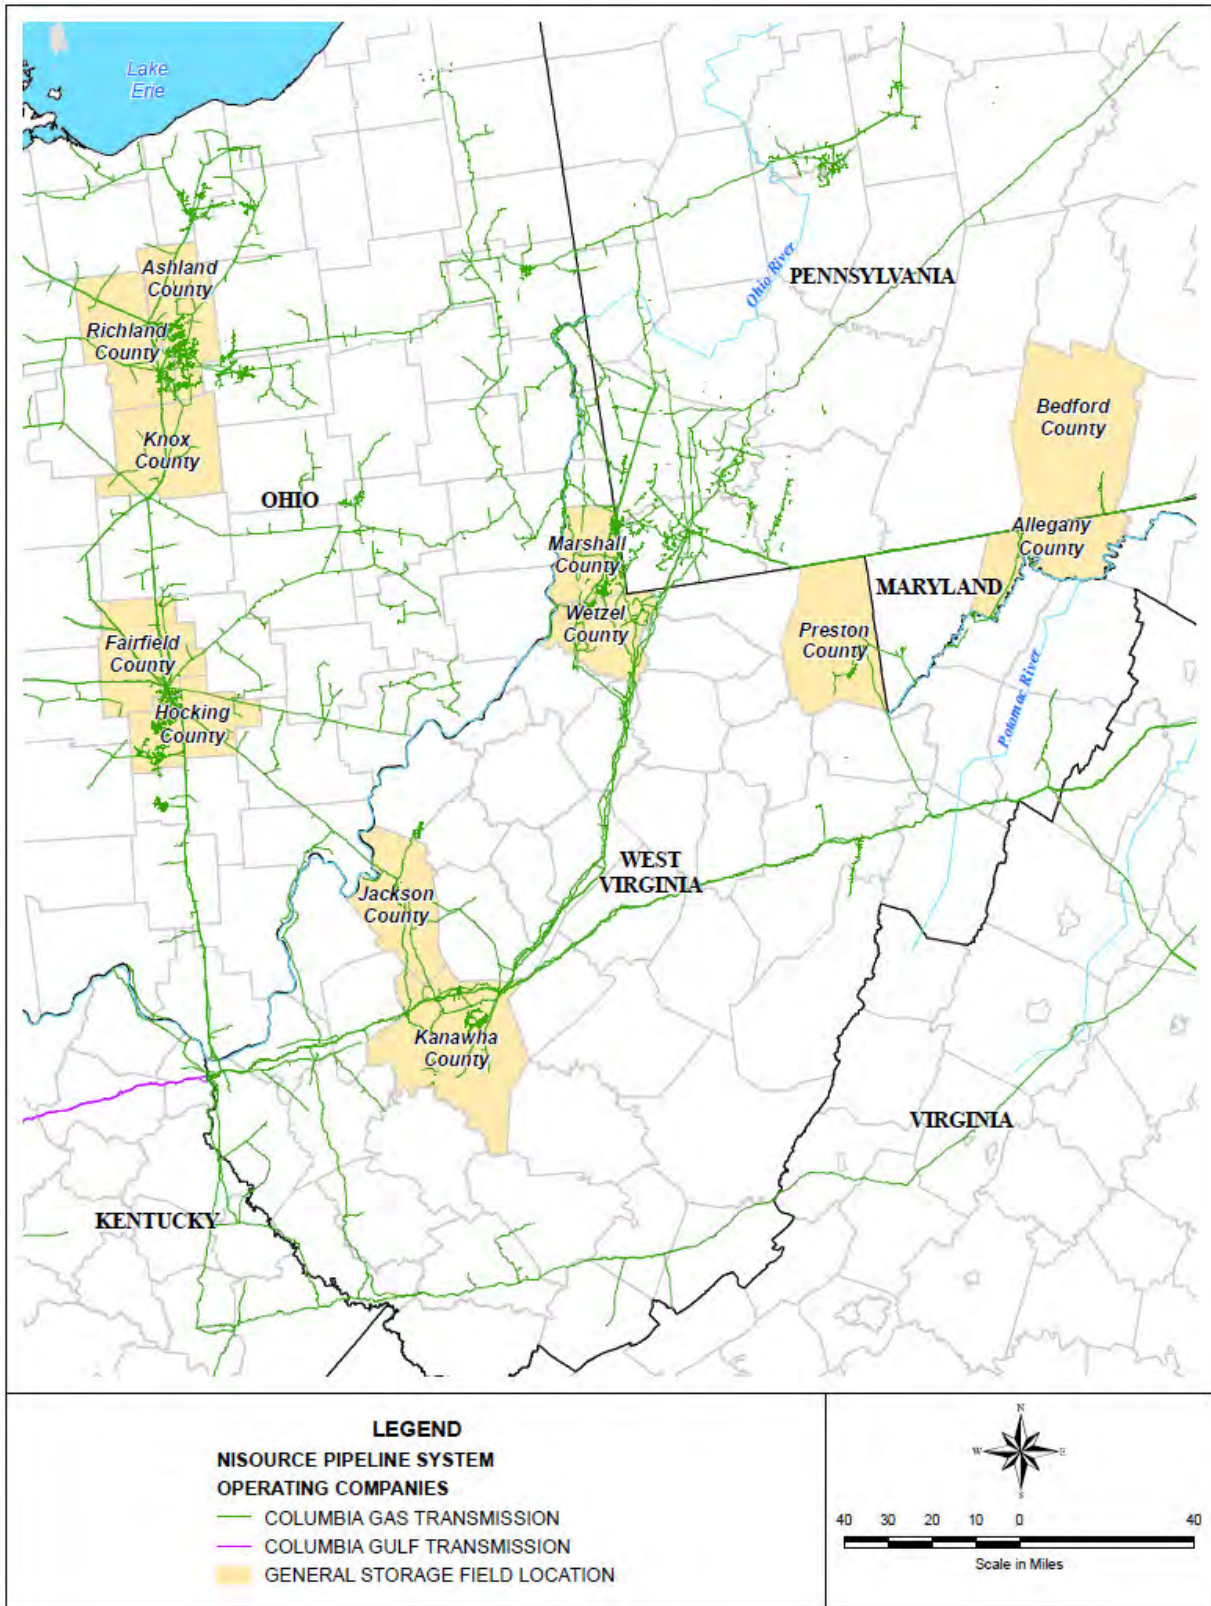 Lake
Erie
Ohio River
PENNSYLVANIA
Ashland
County
Richland
County
Bedford
County
Knox
County
OHIO
Allegany
County
Marshall
County
MARYLAND
Wetzel
County
Preston
County
Fairfield
County
Potomac River
Hocking
County
WEST
VIRGINIA
Jackson
County
Kanawha
County
VIRGINIA
KENTUCKY
LEGEND
NISOURCE PIPELINE SYSTEM
OPERATING COMPANIES
COLUMBIA GAS TRANSMISSION
COLUMBIA GULF TRANSMISSION
GENERAL STORAGE FIELD LOCATION
N
W E
S
40 30 20 10 0 40
Scale in Miles